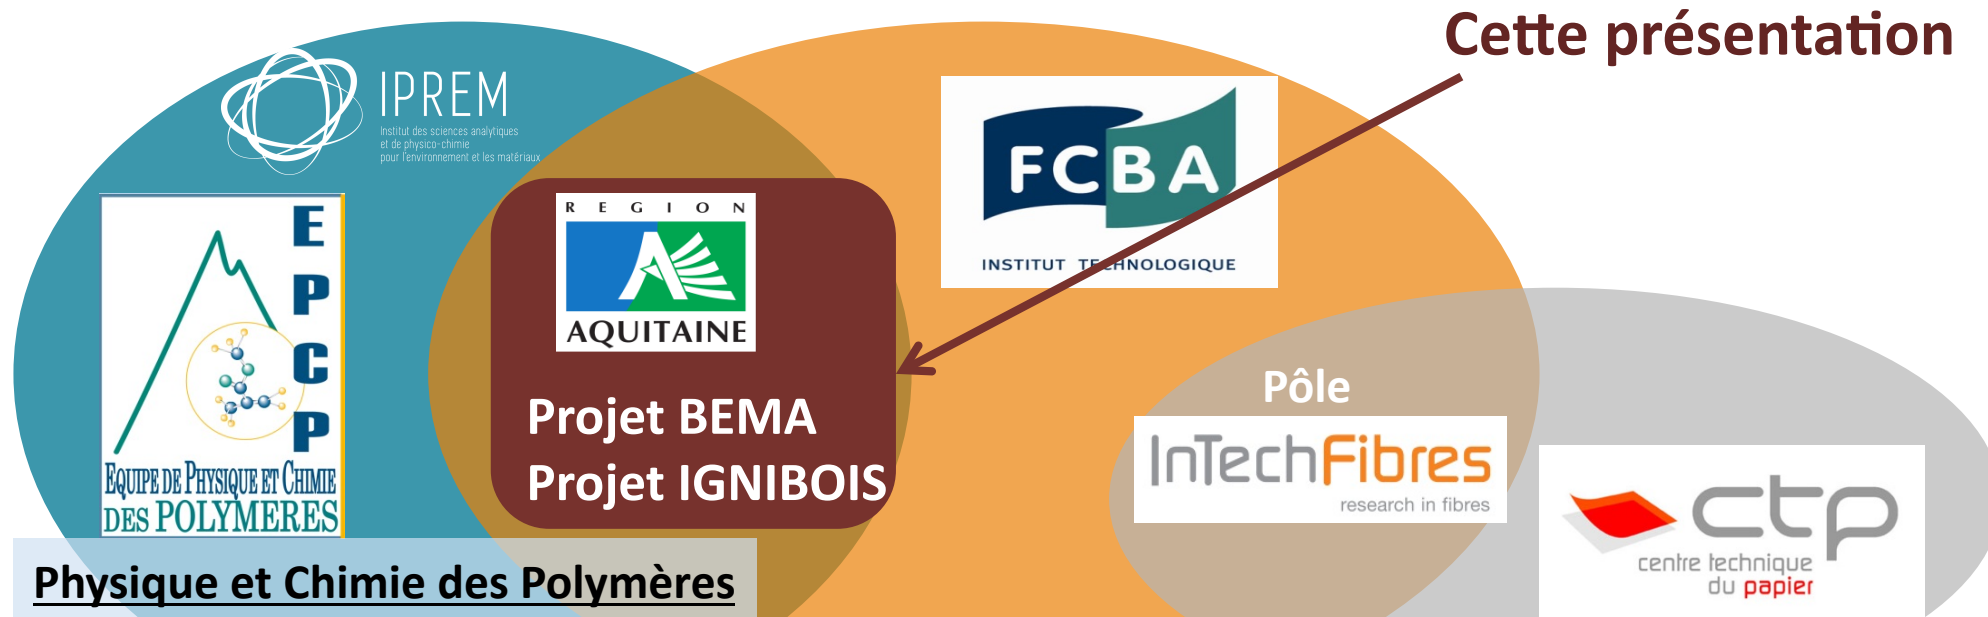 Cette présentation
IPREM
Institut des sciences analytiques
et de physico-chimie
pour l'environnement et les matériaux
E
P
C
P
EQUIPE DE PHYSIQUE ET CHIMIE
DES POLYMERES
REGION
AQUITAINE
Projet BEMA
Projet IGNIBOIS
FCBA
INSTITUT TECHNOLOGIQUE
Pôle
InTechFibres
research in fibres
ctp
centre technique
du papier
Physique et Chimie des Polymères